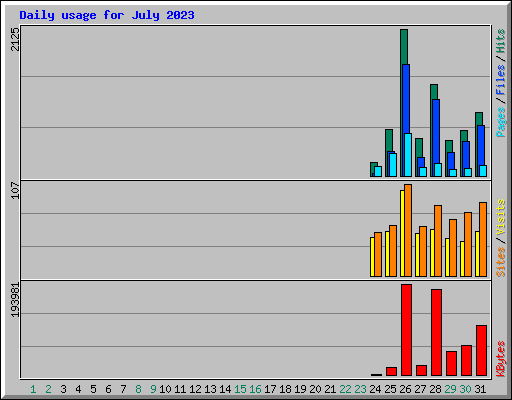 Daily usage for July 2023
2125
Pages / Files / Hits
107
Sites / Visits
193981
KBytes
1 2 3 4 5 6 7 8 9 10 11 12 13 14 15 16 17 18 19 20 21 22 23 24 25 26 27 28 29 30 31